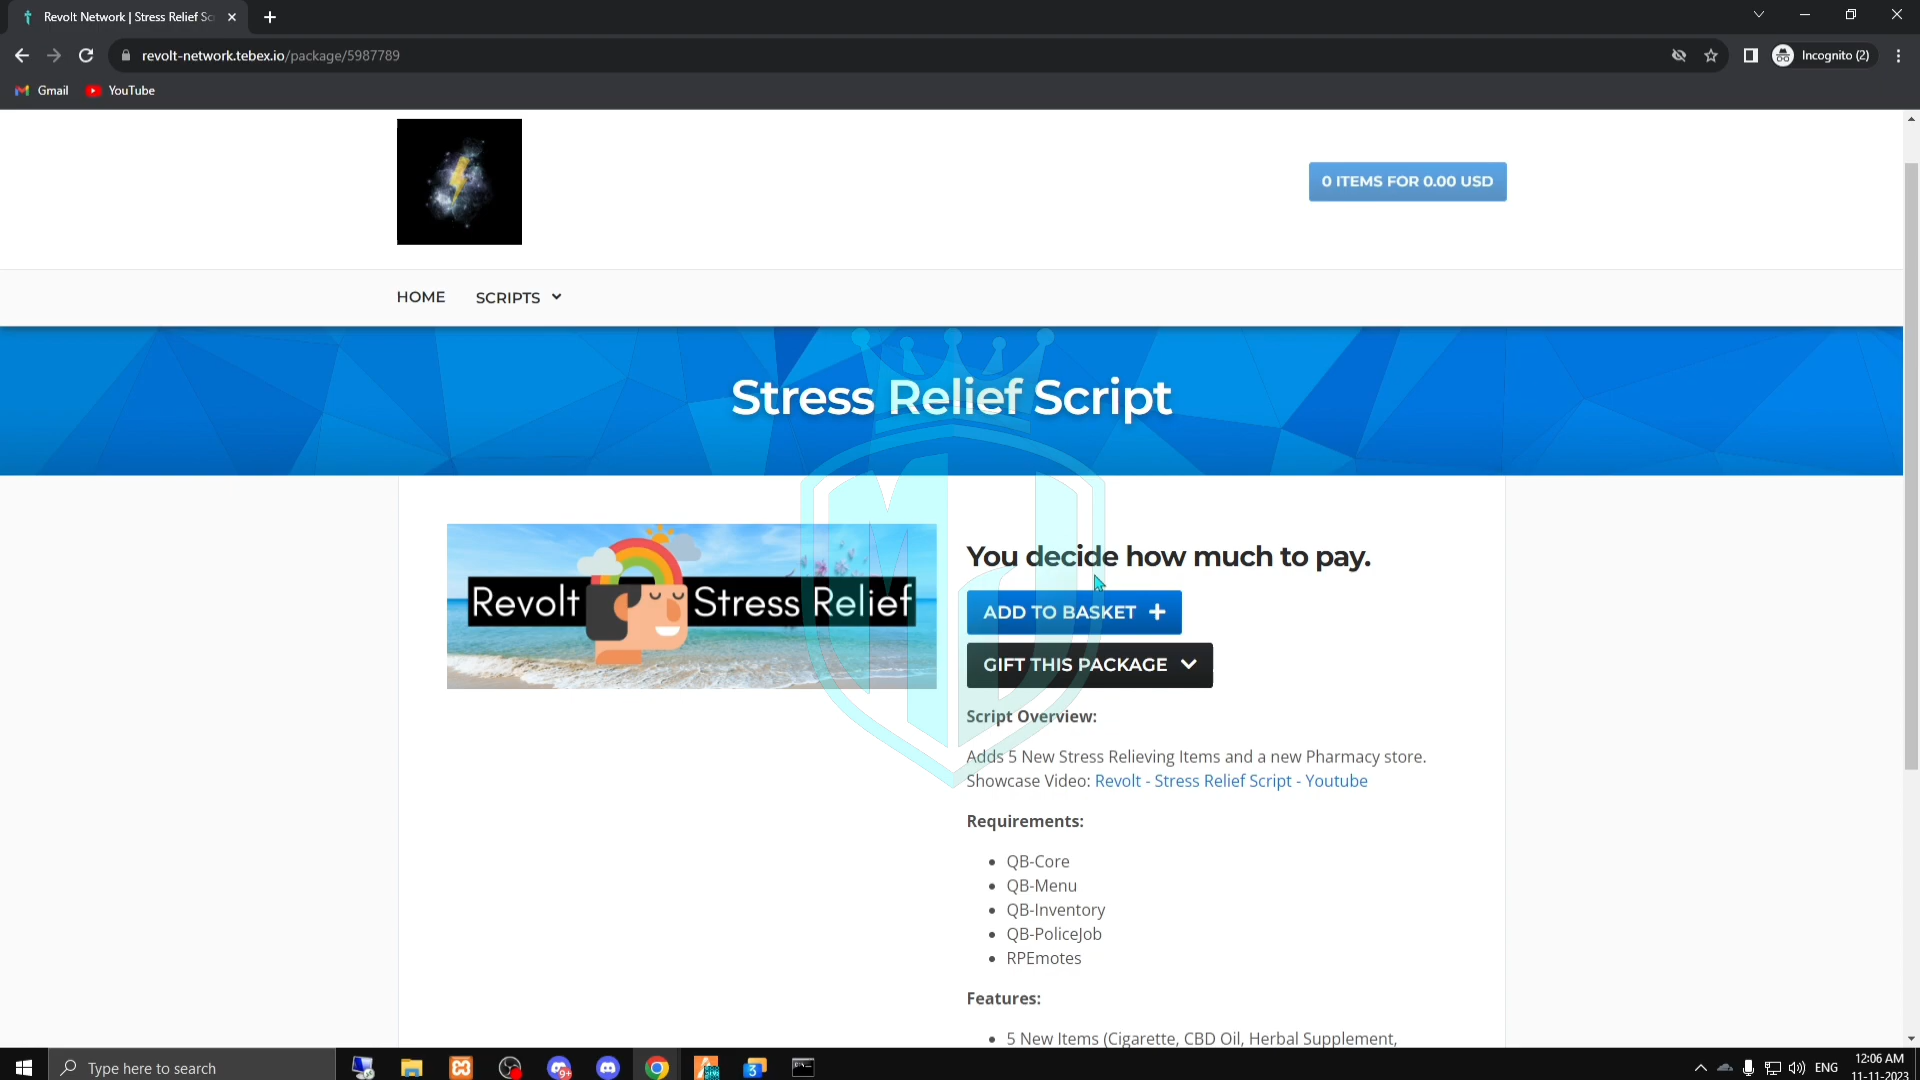 Revolt Network | Stress Relief Sc
revolt-network.tebex.io/package/5987789
Incognito (2)
Gmail
YouTube
0 ITEMS FOR 0.00 USD
HOME
SCRIPTS
Stress Relief Script
Revolt Stress Relief
You decide how much to pay.
ADD TO BASKET +
GIFT THIS PACKAGE
Script Overview:
Adds 5 New Stress Relieving Items and a new Pharmacy store.
Showcase Video: Revolt - Stress Relief Script - Youtube
Requirements:
• QB-Core
• QB-Menu
• QB-Inventory
• QB-PoliceJob
• RPEmotes
Features:
• 5 New Items (Cigarette, CBD Oil, Herbal Supplement,
Type here to search
9+
3
ENG
12:06 AM
11-11-2023